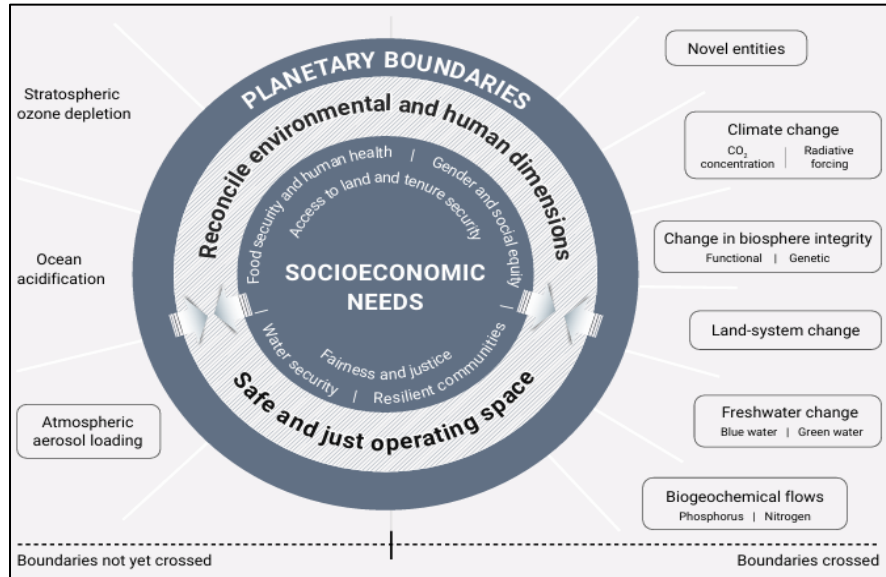 PLANETARY BOUNDARIES
Reconcile environmental and human dimensions
Food security and human health | Gender and social equity |
Access to land and tenure security
SOCIOECONOMIC
NEEDS
Fairness and justice
| Water security | Resilient communities
Safe and just operating space
Stratospheric
ozone depletion
Ocean
acidification
Atmospheric
aerosol loading
Novel entities
Climate change
CO₂
concentration | Radiative
forcing
Change in biosphere integrity
Functional | Genetic
Land-system change
Freshwater change
Blue water | Green water
Biogeochemical flows
Phosphorus | Nitrogen
Boundaries not yet crossed
Boundaries crossed